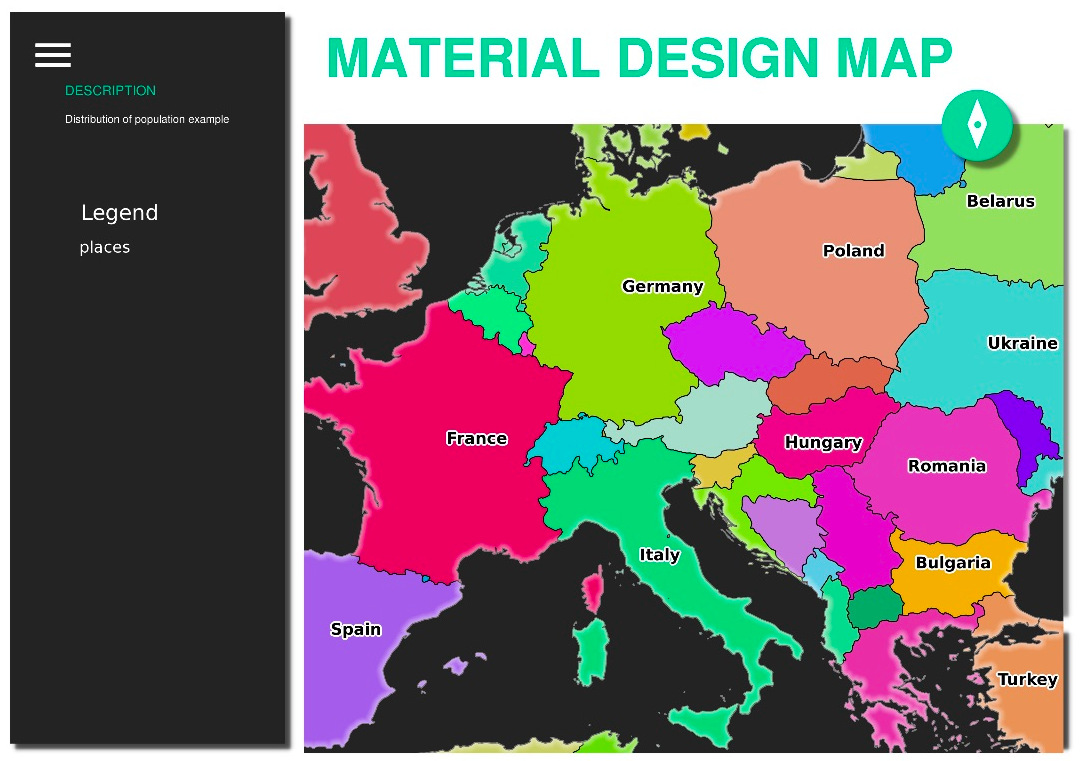 MATERIAL DESIGN MAP
DESCRIPTION
Distribution of population example
Legend
places
Belarus
Poland
Germany
Ukraine
France
Hungary
Romania
Italy
Bulgaria
Spain
Turkey